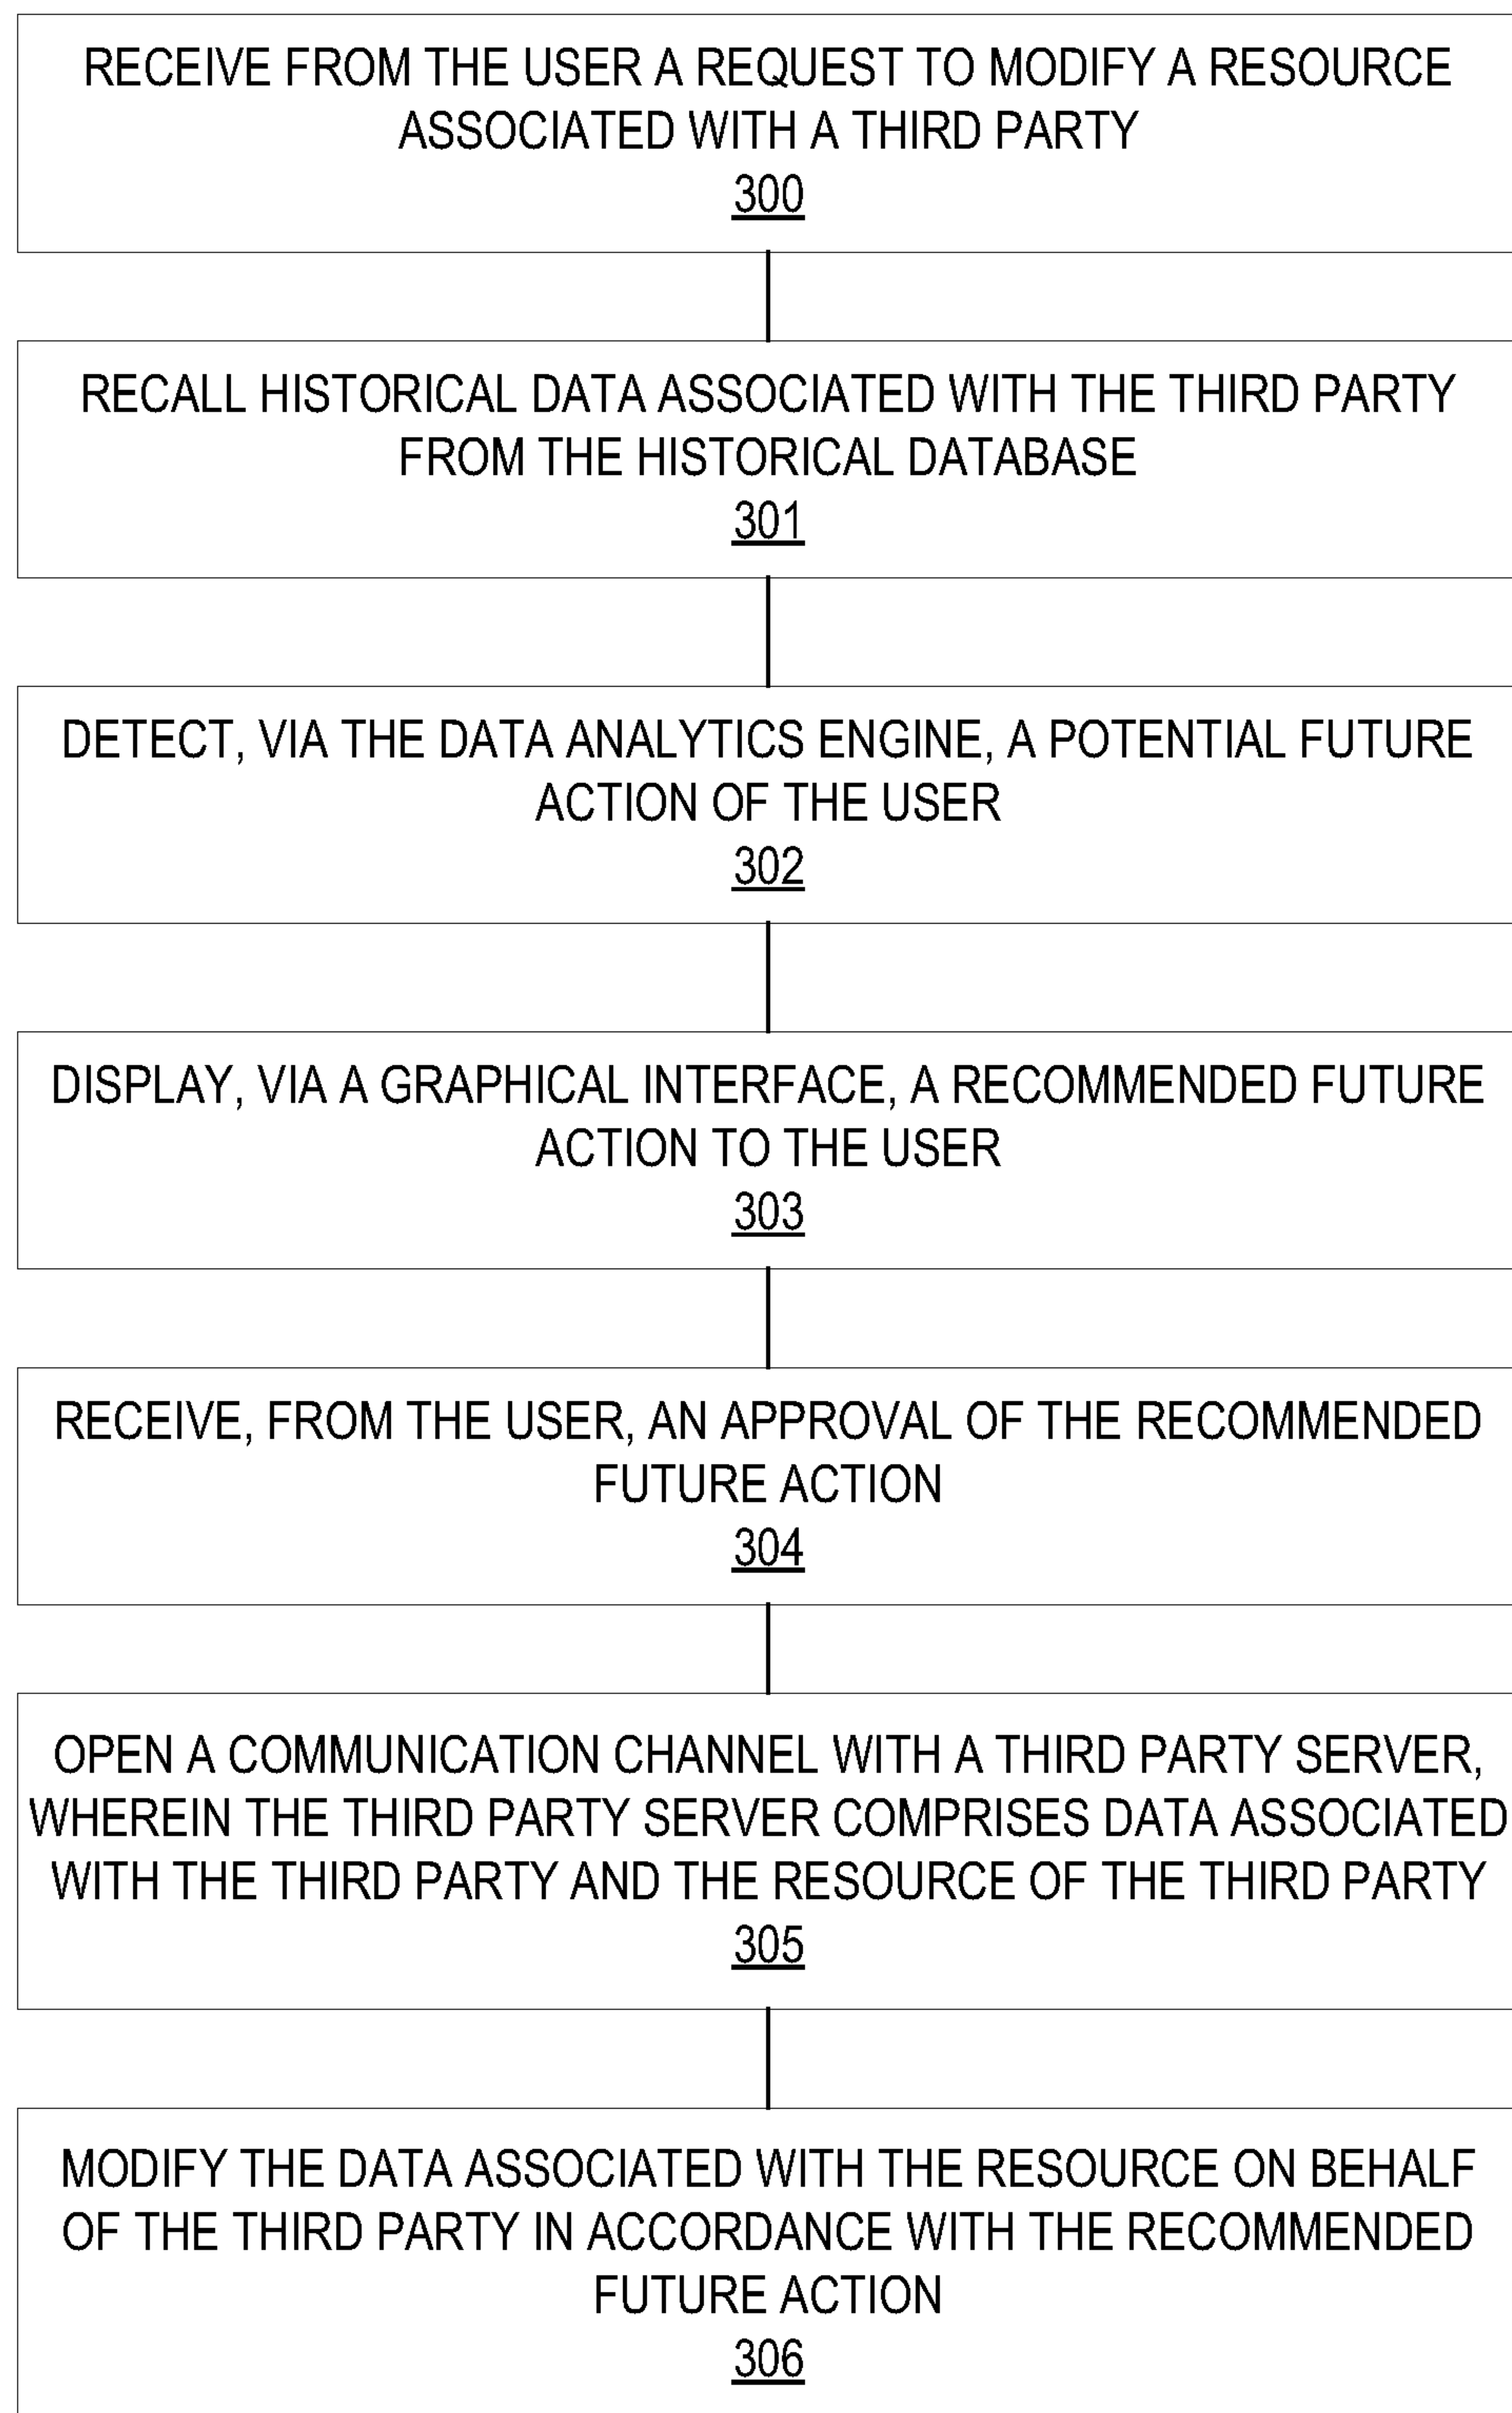 RECEIVE FROM THE USER A REQUEST TO MODIFY A RESOURCE
ASSOCIATED WITH A THIRD PARTY
300
RECALL HISTORICAL DATA ASSOCIATED WITH THE THIRD PARTY
FROM THE HISTORICAL DATABASE
301
DETECT, VIA THE DATA ANALYTICS ENGINE, A POTENTIAL FUTURE
ACTION OF THE USER
302
DISPLAY, VIA A GRAPHICAL INTERFACE, A RECOMMENDED FUTURE
ACTION TO THE USER
303
RECEIVE, FROM THE USER, AN APPROVAL OF THE RECOMMENDED
FUTURE ACTION
304
OPEN A COMMUNICATION CHANNEL WITH A THIRD PARTY SERVER,
WHEREIN THE THIRD PARTY SERVER COMPRISES DATA ASSOCIATED
WITH THE THIRD PARTY AND THE RESOURCE OF THE THIRD PARTY
305
MODIFY THE DATA ASSOCIATED WITH THE RESOURCE ON BEHALF
OF THE THIRD PARTY IN ACCORDANCE WITH THE RECOMMENDED
FUTURE ACTION
306